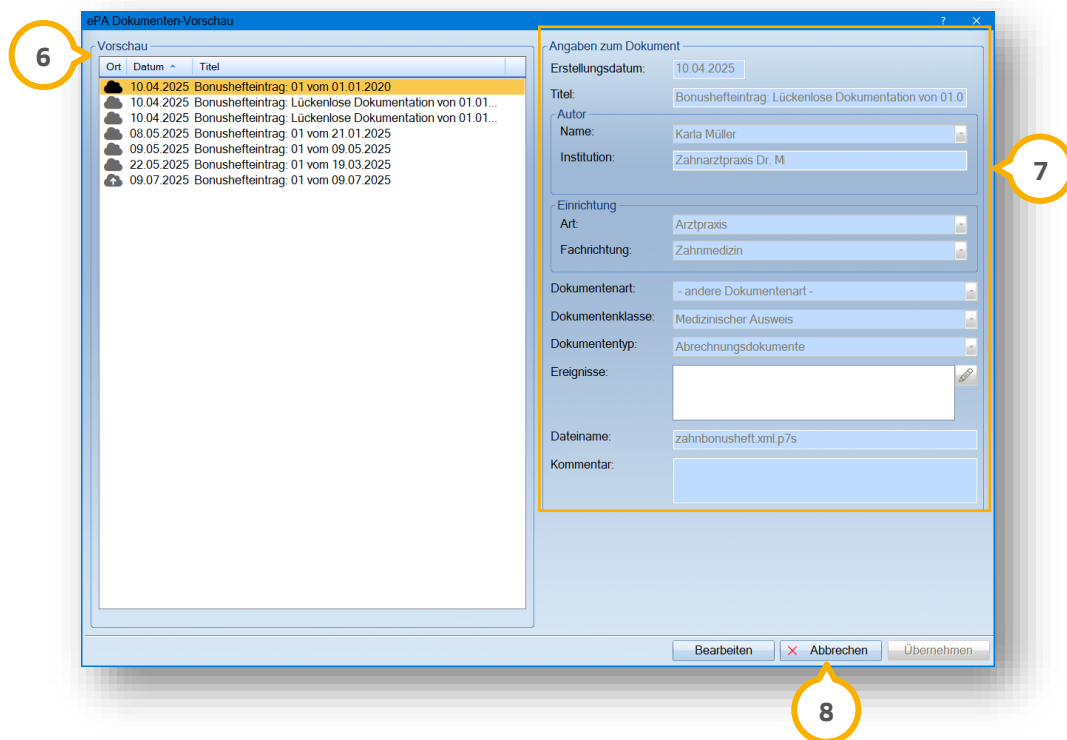 ePA Dokumenten-Vorschau ? ×
6
Vorschau
Ort Datum Titel
10.04.2025 Bonushefteintrag: 01 vom 01.01.2020
10.04.2025 Bonushefteintrag: Lückenlose Dokumentation von 01.01...
10.04.2025 Bonushefteintrag: Lückenlose Dokumentation von 01.01...
08.05.2025 Bonushefteintrag: 01 vom 21.01.2025
09.05.2025 Bonushefteintrag: 01 vom 09.05.2025
22.05.2025 Bonushefteintrag: 01 vom 19.03.2025
09.07.2025 Bonushefteintrag: 01 vom 09.07.2025
Angaben zum Dokument
Erstellungsdatum: 10.04.2025
Titel: Bonushefteintrag: Lückenlose Dokumentation von 01.0
Autor
Name: Karla Müller
Institution: Zahnarztpraxis Dr. M
7
Einrichtung
Art: Arztpraxis
Fachrichtung: Zahnmedizin
Dokumentenart: - andere Dokumentenart -
Dokumentenklasse: Medizinischer Ausweis
Dokumententyp: Abrechnungsdokumente
Ereignisse:
Dateiname: zahnbonusheft.xml.p7s
Kommentar:
Bearbeiten Abbrechen Übernehmen
8